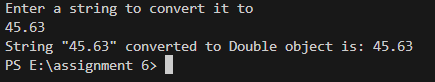 Enter a string to convert it to
45.63
String "45.63" converted to Double object is: 45.63
PS E:\assignment 6>